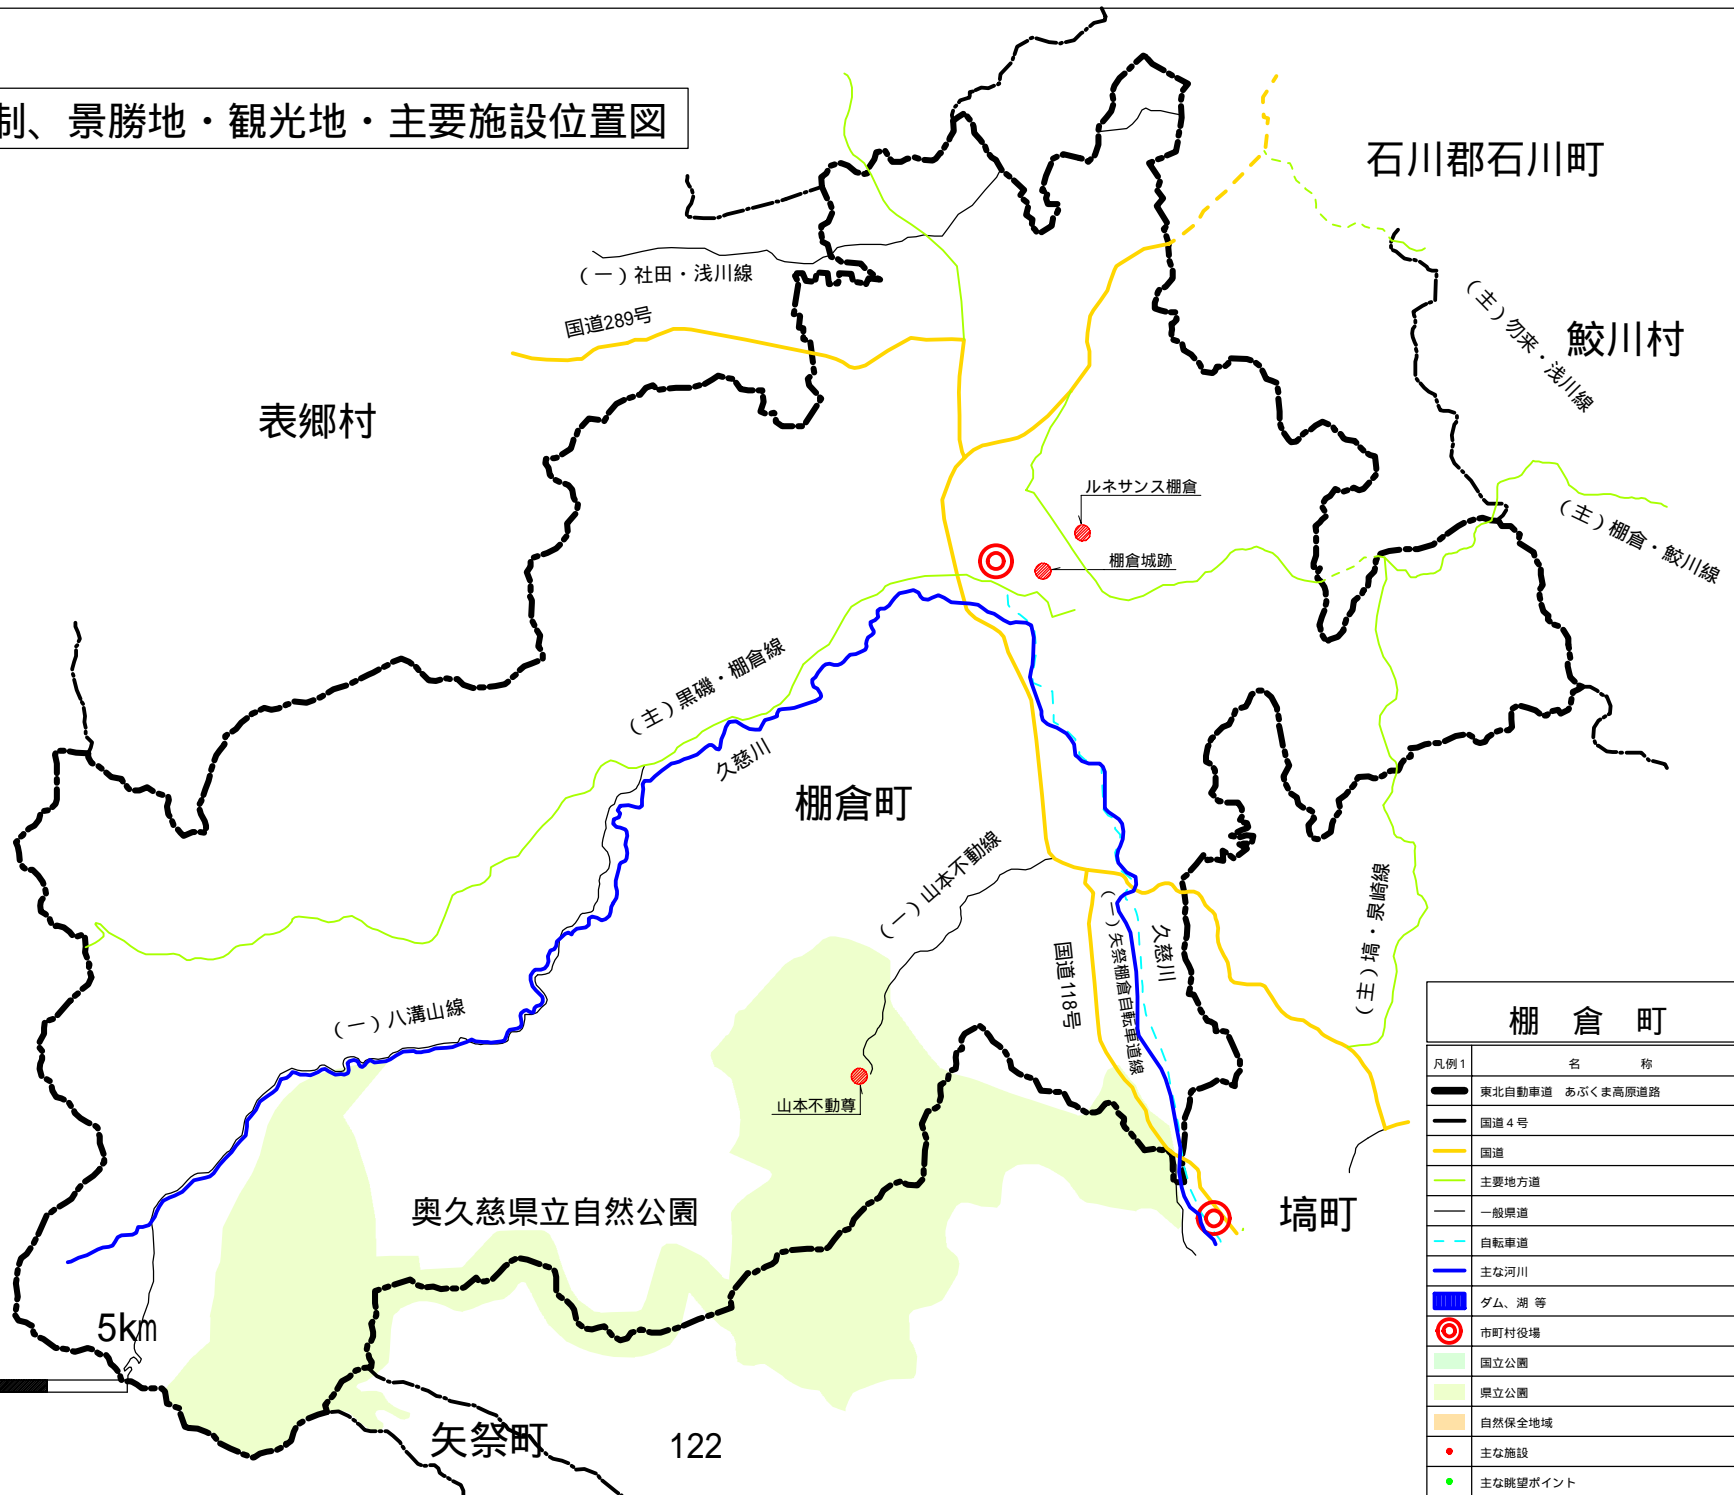 制、景勝地・観光地・主要施設位置図
石川郡石川町
(一)社田・浅川線
国道289号
(主)勿来・浅川線
鮫川村
表郷村
ルネサンス棚倉
棚倉城跡
(主)棚倉・鮫川線
(主)黒磯・棚倉線
久慈川
棚倉町
(一)山本不動線
(主)塙・泉崎線
(一)矢祭棚倉自転車道線
久慈川
国道118号
(一)八溝山線
山本不動尊
奥久慈県立自然公園
塙町
5km
矢祭町
122
棚倉町
凡例1 名称
東北自動車道 あぶくま高原道路
国道4号
国道
主要地方道
一般県道
自転車道
主な河川
ダム、湖 等
市町村役場
国立公園
県立公園
自然保全地域
主な施設
主な眺望ポイント